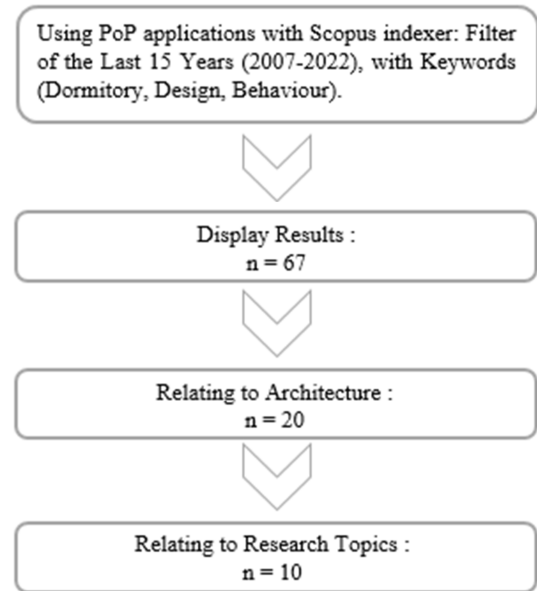 Using PoP applications with Scopus indexer: Filter
of the Last 15 Years (2007-2022), with Keywords
(Dormitory, Design, Behaviour).
Display Results :
n = 67
Relating to Architecture :
n = 20
Relating to Research Topics :
n = 10